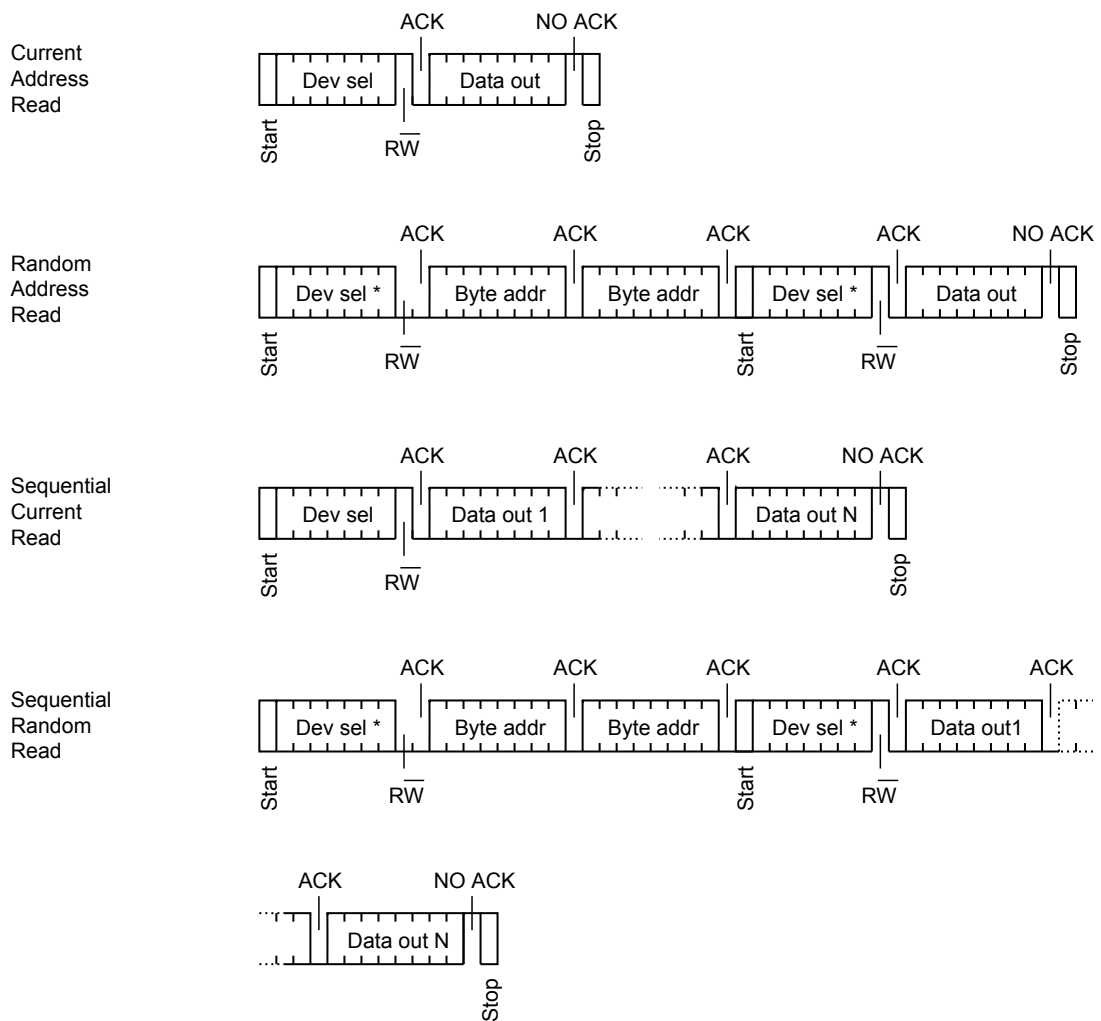 Current
Address
Read
ACK NO ACK
Dev sel Data out
Start RW Stop
Random
Address
Read
ACK ACK ACK ACK NO ACK
Dev sel * Byte addr Byte addr Dev sel * Data out
Start RW Start RW Stop
Sequential
Current
Read
ACK ACK ACK NO ACK
Dev sel Data out 1 Data out N
Start RW Stop
Sequential
Random
Read
ACK ACK ACK ACK ACK
Dev sel * Byte addr Byte addr Dev sel * Data out1
Start RW Start RW
ACK NO ACK
Data out N
Stop